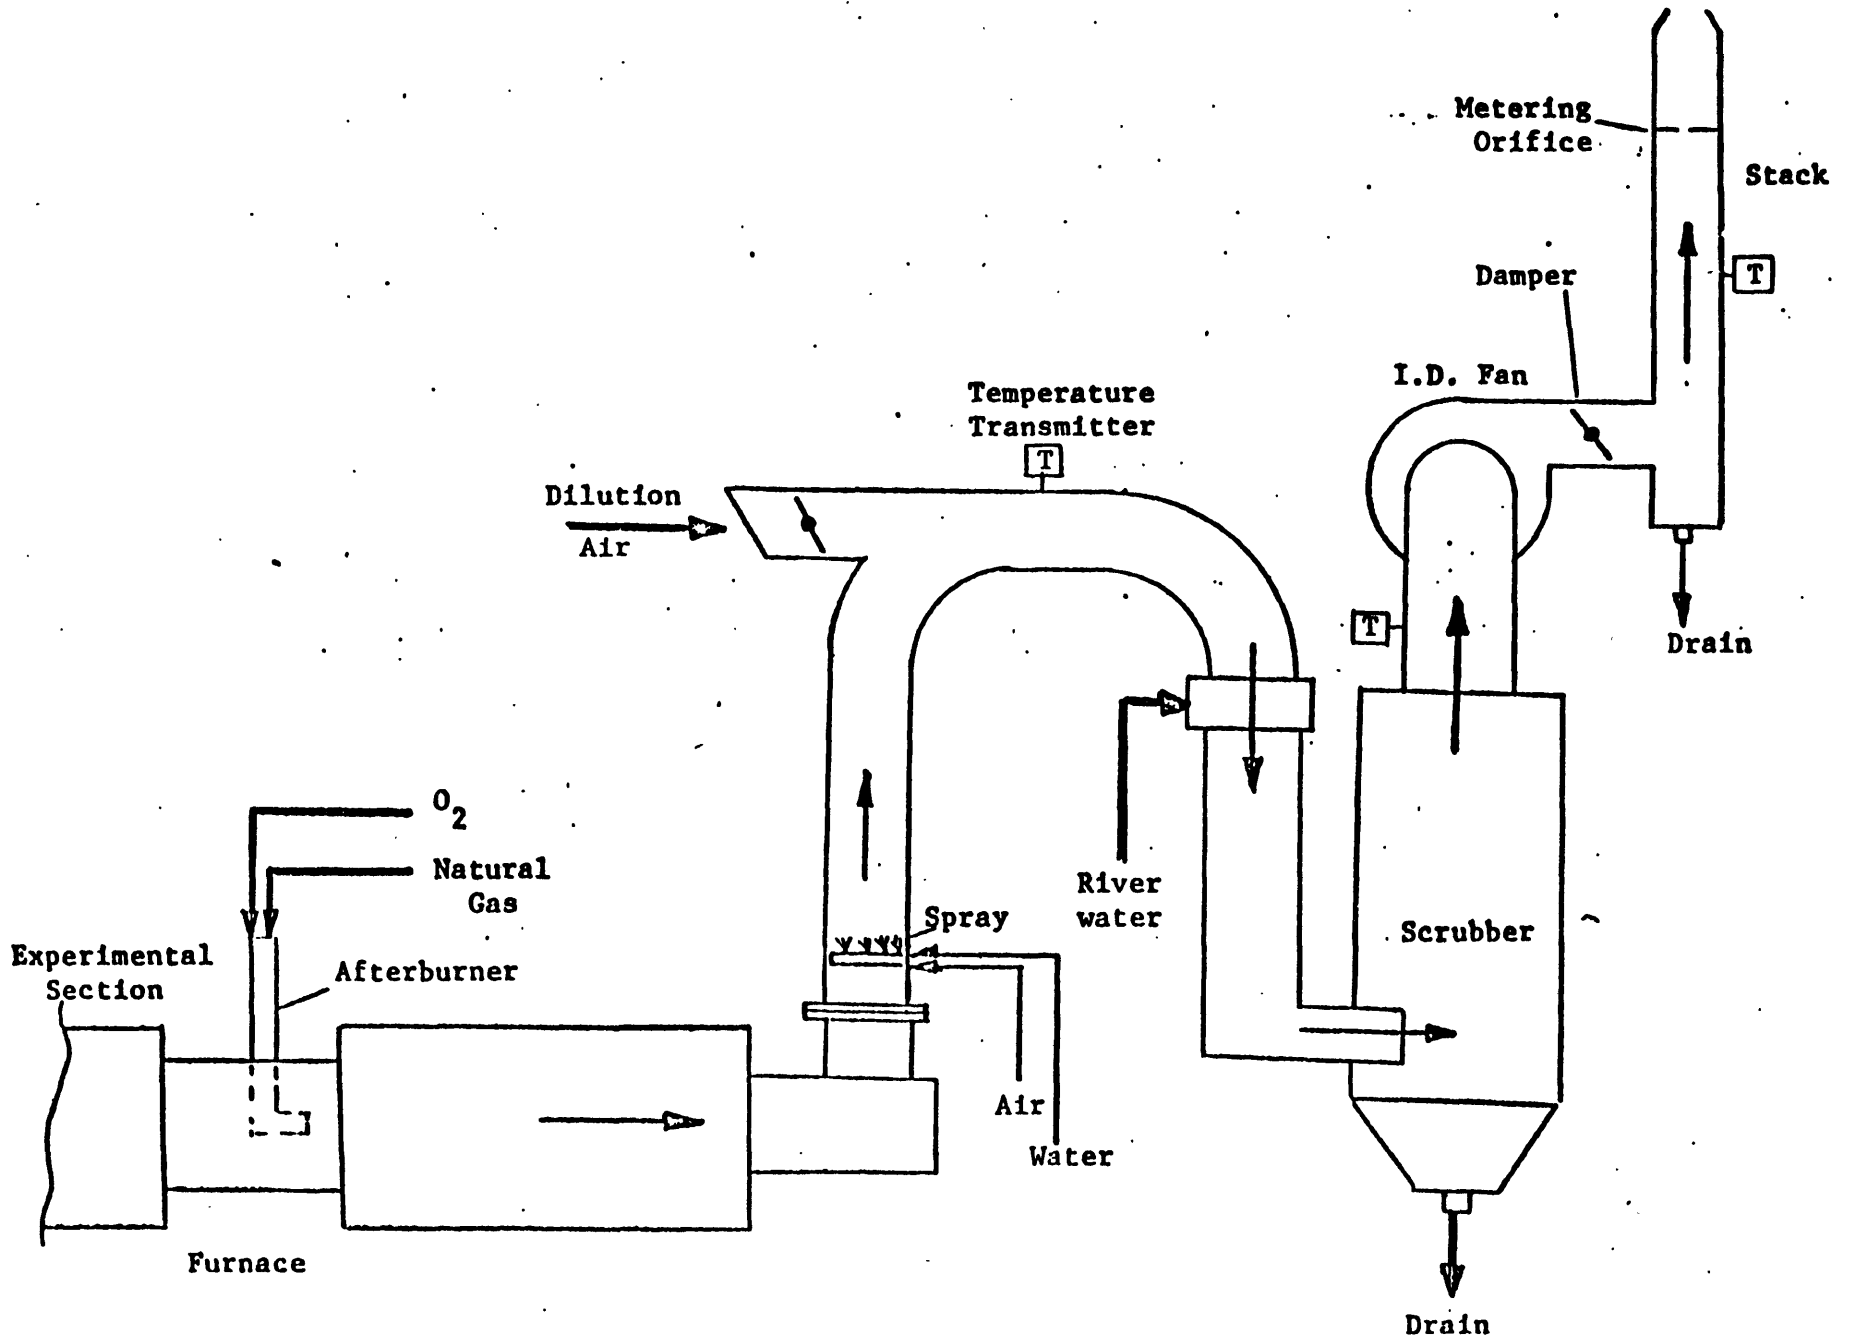 Metering
Orifice
Stack
T
Damper
I.D. Fan
Temperature
Transmitter
T
Dilution
Air
T
Drain
O2
Natural
Gas
River
water
Spray
Scrubber
Experimental
Section
Afterburner
Air
Water
Furnace
Drain